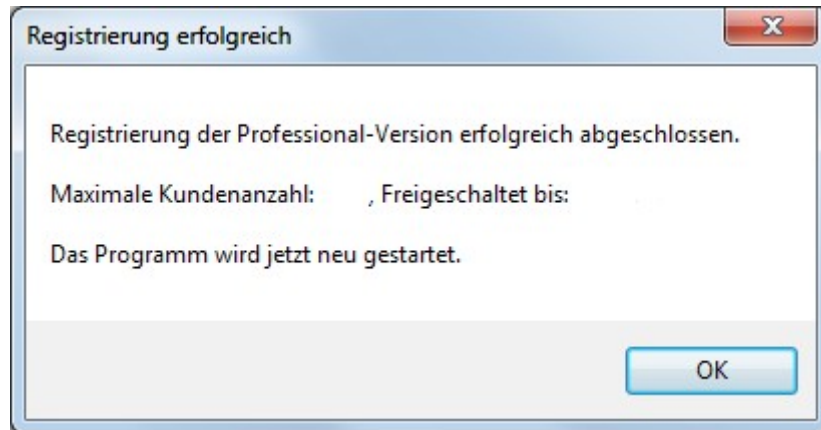 Registrierung erfolgreich
Registrierung der Professional-Version erfolgreich abgeschlossen.
Maximale Kundenanzahl: , Freigeschaltet bis:
Das Programm wird jetzt neu gestartet.
OK